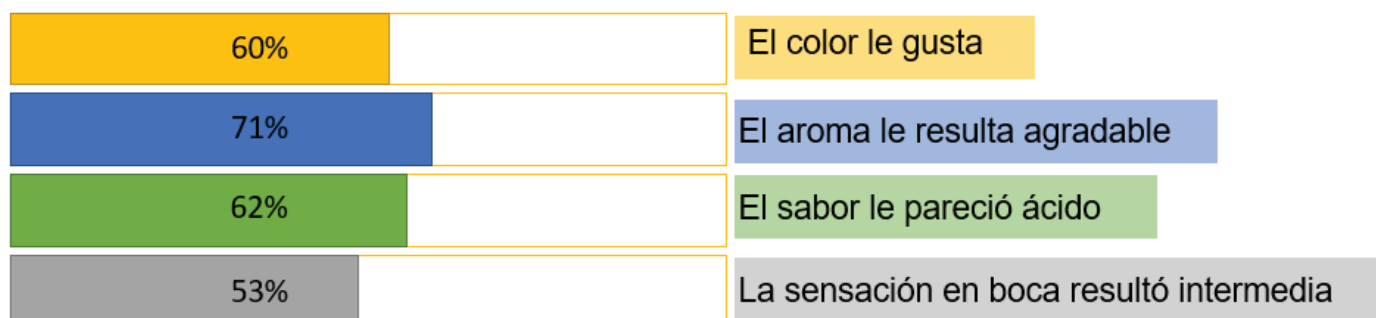 60%
El color le gusta
71%
El aroma le resulta agradable
62%
El sabor le pareció ácido
53%
La sensación en boca resultó intermedia